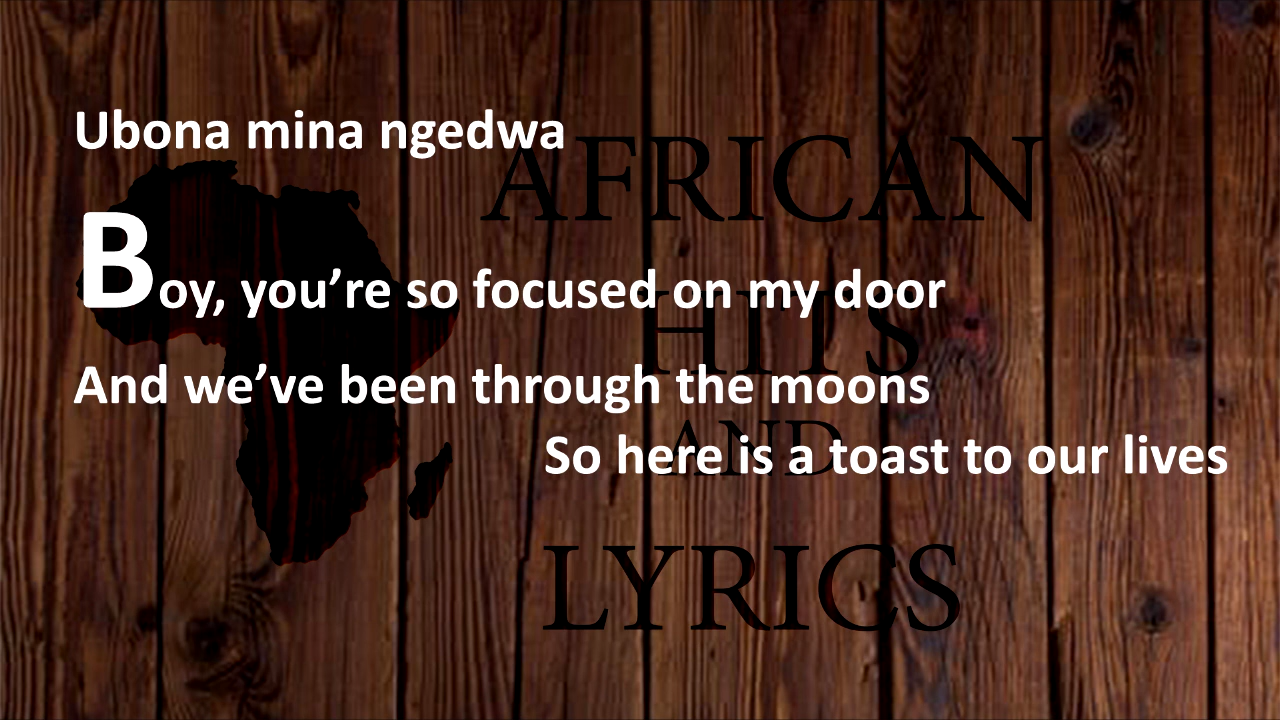 Ubona mina ngedwa
AFRICAN
Boy, you’re so focused on my door
HITS
And we’ve been through the moons
AND
So here is a toast to our lives
LYRICS